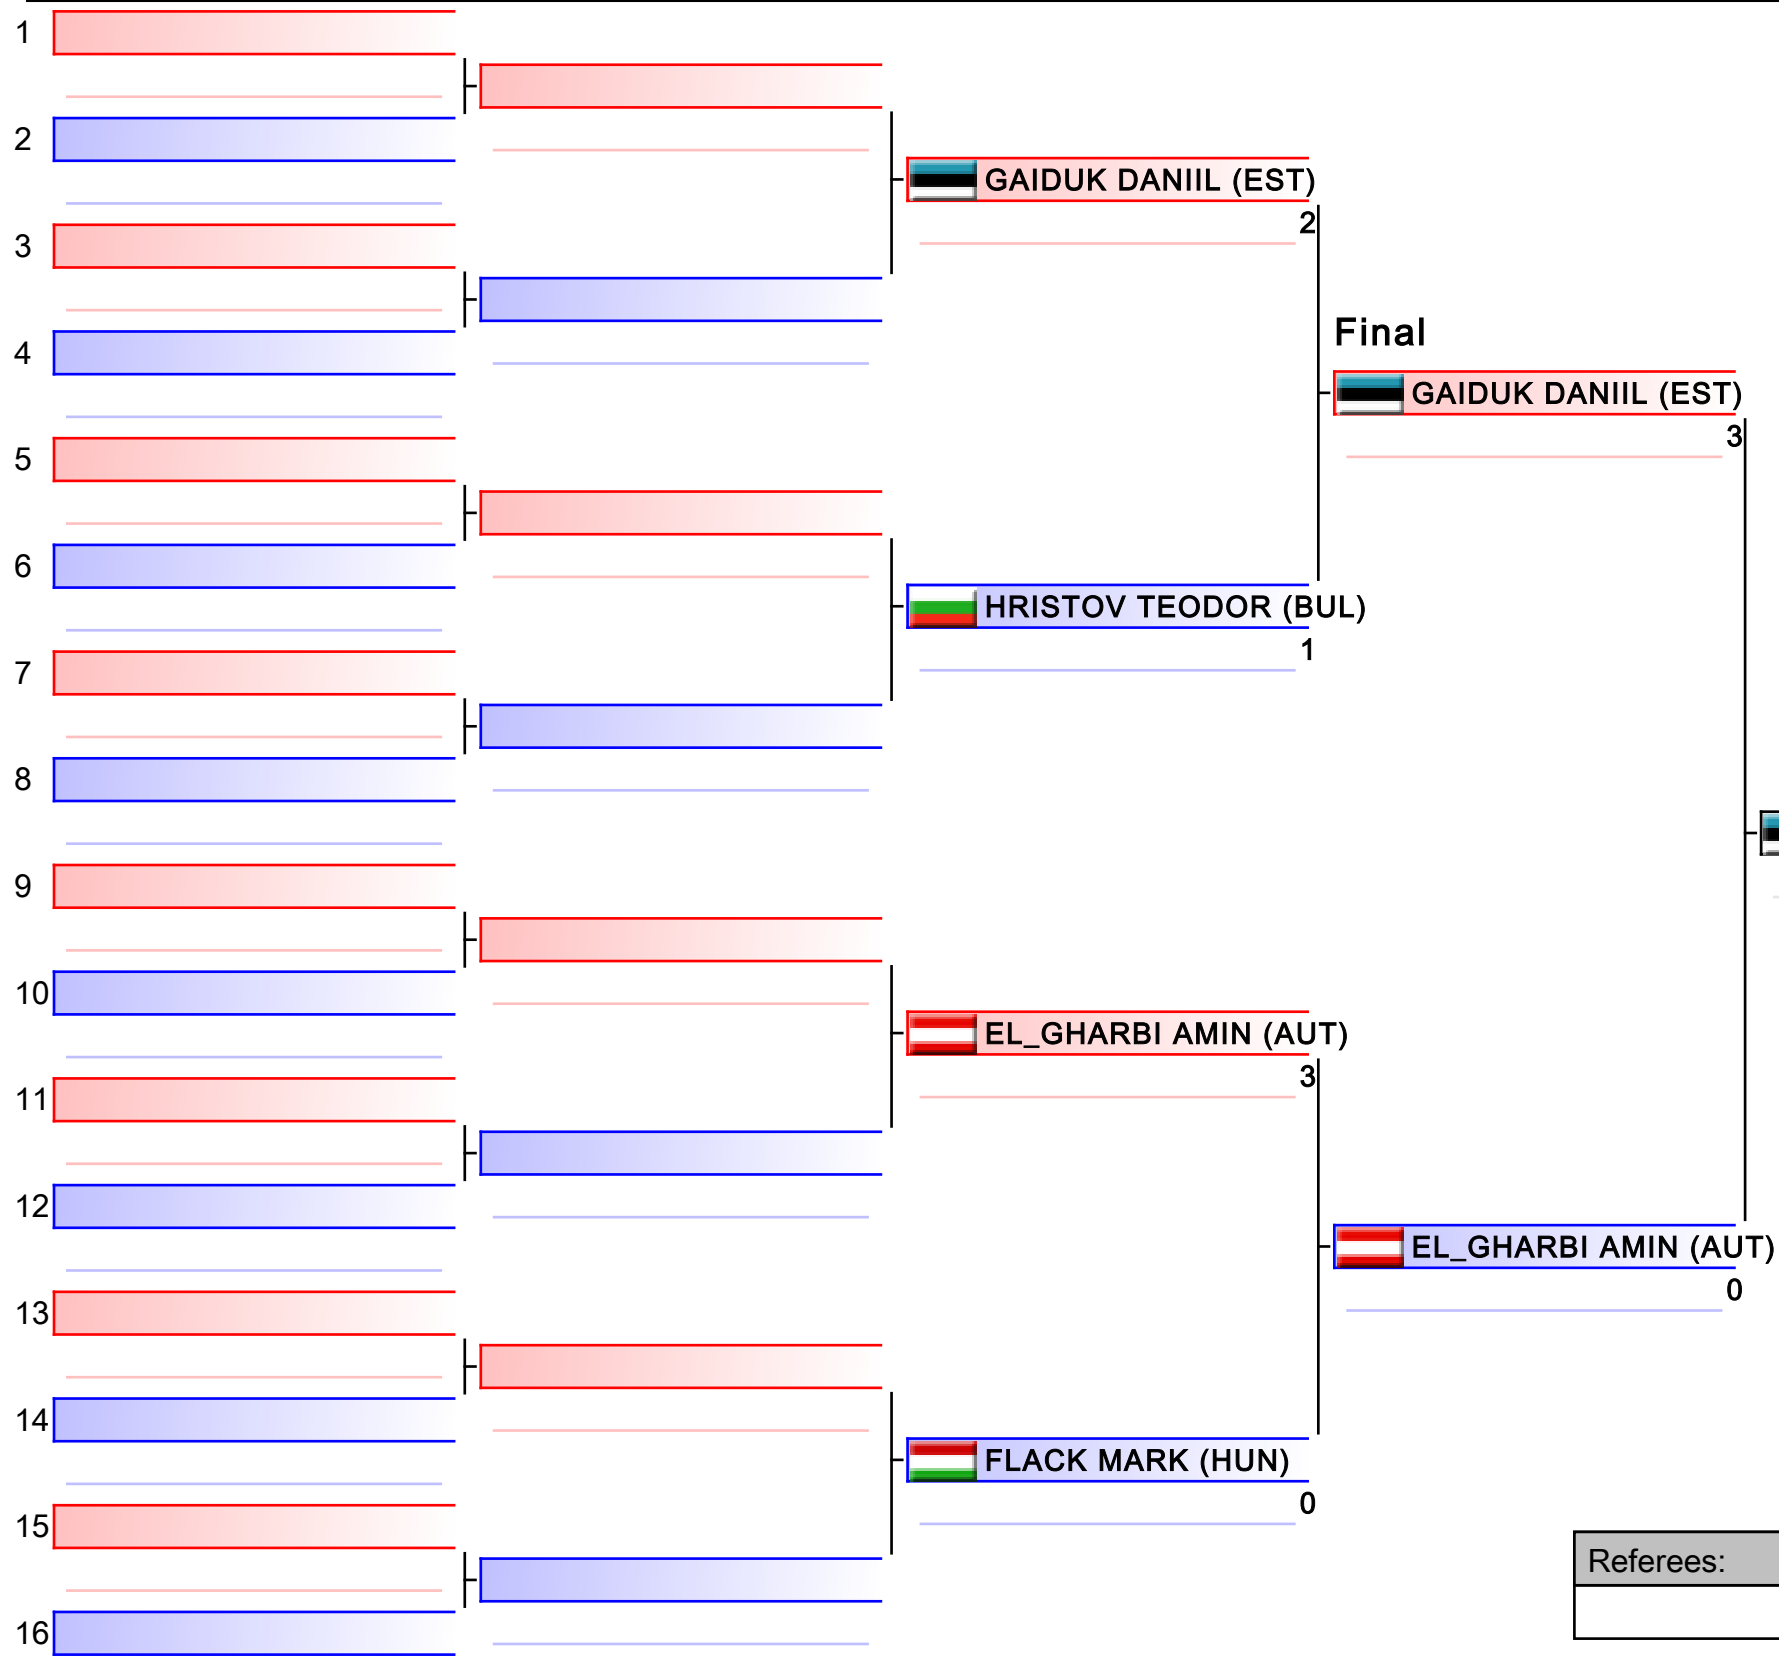 1
2
GAIDUK DANIIL (EST)
2
3
Final
4
GAIDUK DANIIL (EST)
3
5
6
HRISTOV TEODOR (BUL)
1
7
8
9
10
EL_GHARBI AMIN (AUT)
3
11
12
EL_GHARBI AMIN (AUT)
0
13
14
FLACK MARK (HUN)
0
15
Referees:
16